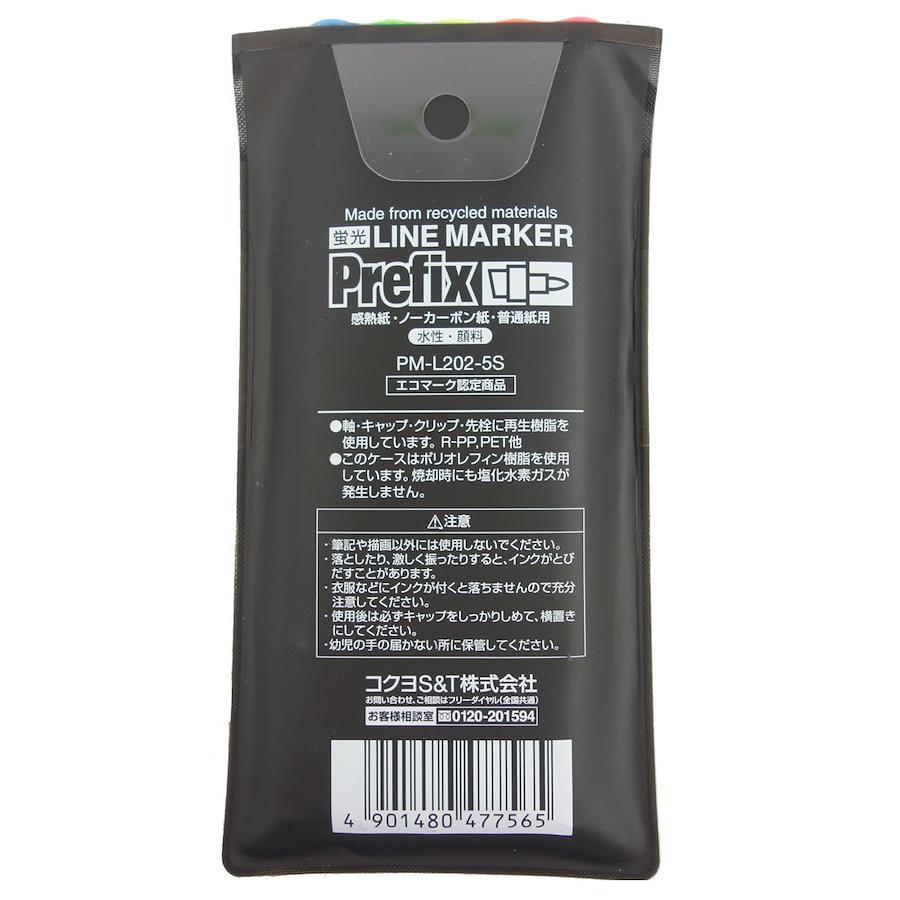 Made from recycled materials
蛍光 LINE MARKER
Prefix
感熱紙・ノーカーボン紙・普通紙用
水性・顔料
PM-L202-5S
エコマーク認定商品
●軸・キャップ・クリップ・先栓に再生樹脂を
使用しています。R-PP,PET他
●このケースはポリオレフィン樹脂を使用
しています。焼却時にも塩化水素ガスが
発生しません。
⚠注意
・筆記や描画以外には使用しないでください。
・落としたり、激しく振ったりすると、インクがとび
だすことがあります。
・衣服などにインクが付くと落ちませんので充分
注意してください。
・使用後は必ずキャップをしっかりしめて、横置き
にしてください。
・幼児の手の届かない所に保管してください。
コクヨS&T株式会社
お問い合わせ、ご相談はフリーダイヤル(全国共通)
お客様相談室 0120-201594
4 901480 477565